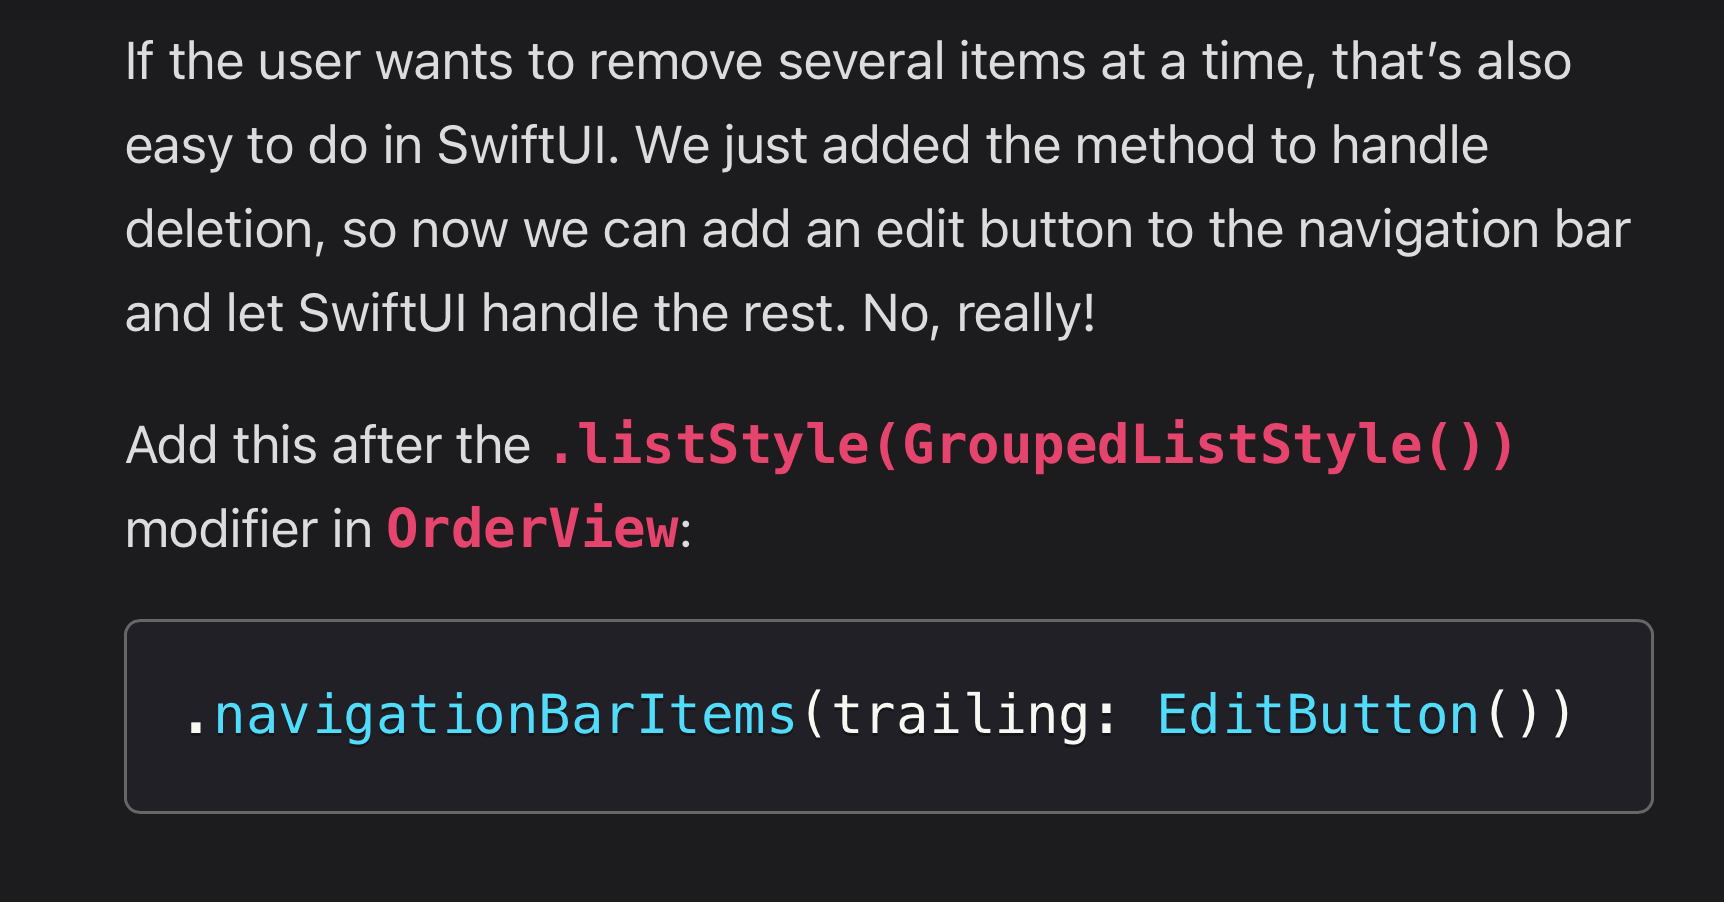 If the user wants to remove several items at a time, that’s also
easy to do in SwiftUI. We just added the method to handle
deletion, so now we can add an edit button to the navigation bar
and let SwiftUI handle the rest. No, really!
Add this after the .listStyle(GroupedListStyle())
modifier in OrderView:
.navigationBarItems(trailing: EditButton())